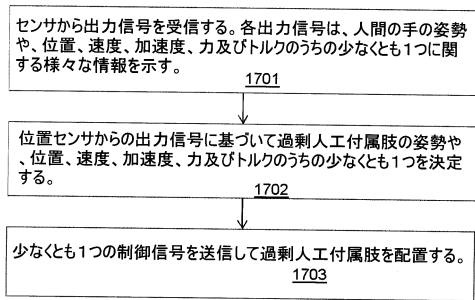 センサから出力信号を受信する。各出力信号は、人間の手の姿勢
や、位置、速度、加速度、力及びトルクのうちの少なくとも1つに関
する様々な情報を示す。
1701
位置センサからの出力信号に基づいて過剰人工付属肢の姿勢や
、位置、速度、加速度、力及びトルクのうちの少なくとも1つを決定
する。
1702
少なくとも1つの制御信号を送信して過剰人工付属肢を配置する。
1703